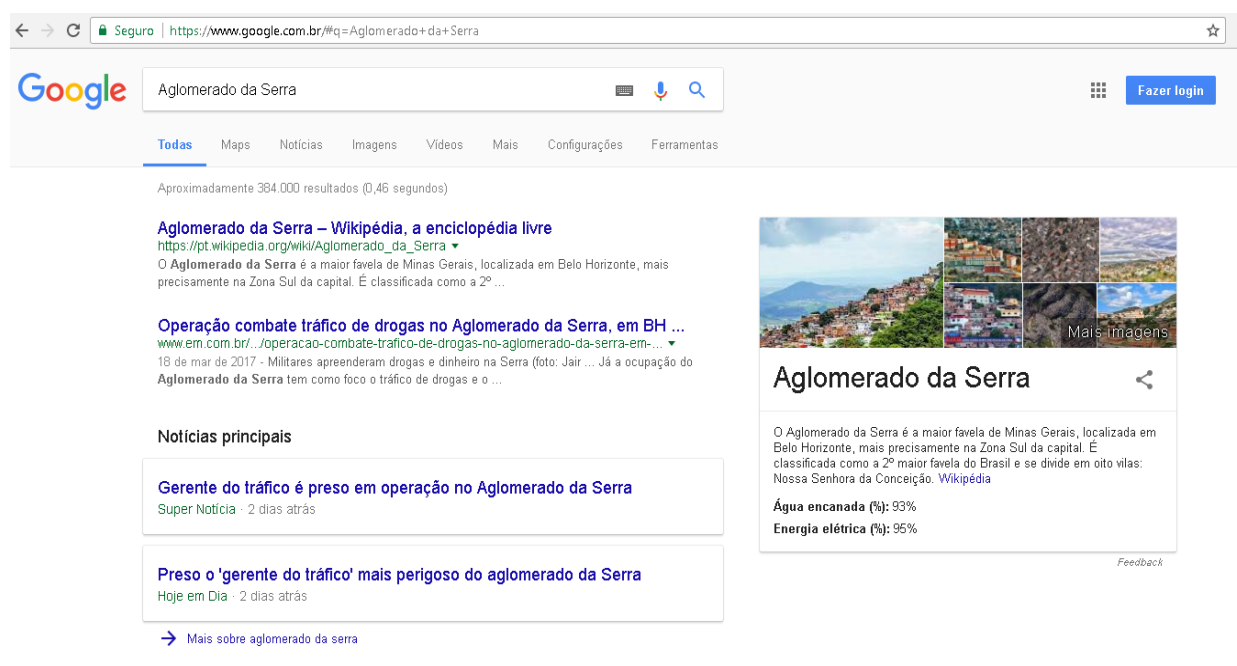 Seguro | https://www.google.com.br/#q=Aglomerado+da+Serra
Google
Aglomerado da Serra
Fazer login
Todas Maps Notícias Imagens Vídeos Mais Configurações Ferramentas
Aproximadamente 384.000 resultados (0,46 segundos)
Aglomerado da Serra – Wikipédia, a enciclopédia livre
https://pt.wikipedia.org/wiki/Aglomerado_da_Serra
O Aglomerado da Serra é a maior favela de Minas Gerais, localizada em Belo Horizonte, mais
precisamente na Zona Sul da capital. É classificada como a 2º ...
Operação combate tráfico de drogas no Aglomerado da Serra, em BH ...
www.em.com.br/.../operacao-combate-trafico-de-drogas-no-aglomerado-da-serra-em-...
18 de mar de 2017 - Militares apreenderam drogas e dinheiro na Serra (foto: Jair ... Já a ocupação do
Aglomerado da Serra tem como foco o tráfico de drogas e o ...
Notícias principais
Gerente do tráfico é preso em operação no Aglomerado da Serra
Super Notícia · 2 dias atrás
Preso o 'gerente do tráfico' mais perigoso do aglomerado da Serra
Hoje em Dia · 2 dias atrás
Mais sobre aglomerado da serra
Mais imagens
Aglomerado da Serra
O Aglomerado da Serra é a maior favela de Minas Gerais, localizada em
Belo Horizonte, mais precisamente na Zona Sul da capital. É
classificada como a 2º maior favela do Brasil e se divide em oito vilas:
Nossa Senhora da Conceição. Wikipédia
Água encanada (%): 93%
Energia elétrica (%): 95%
Feedback